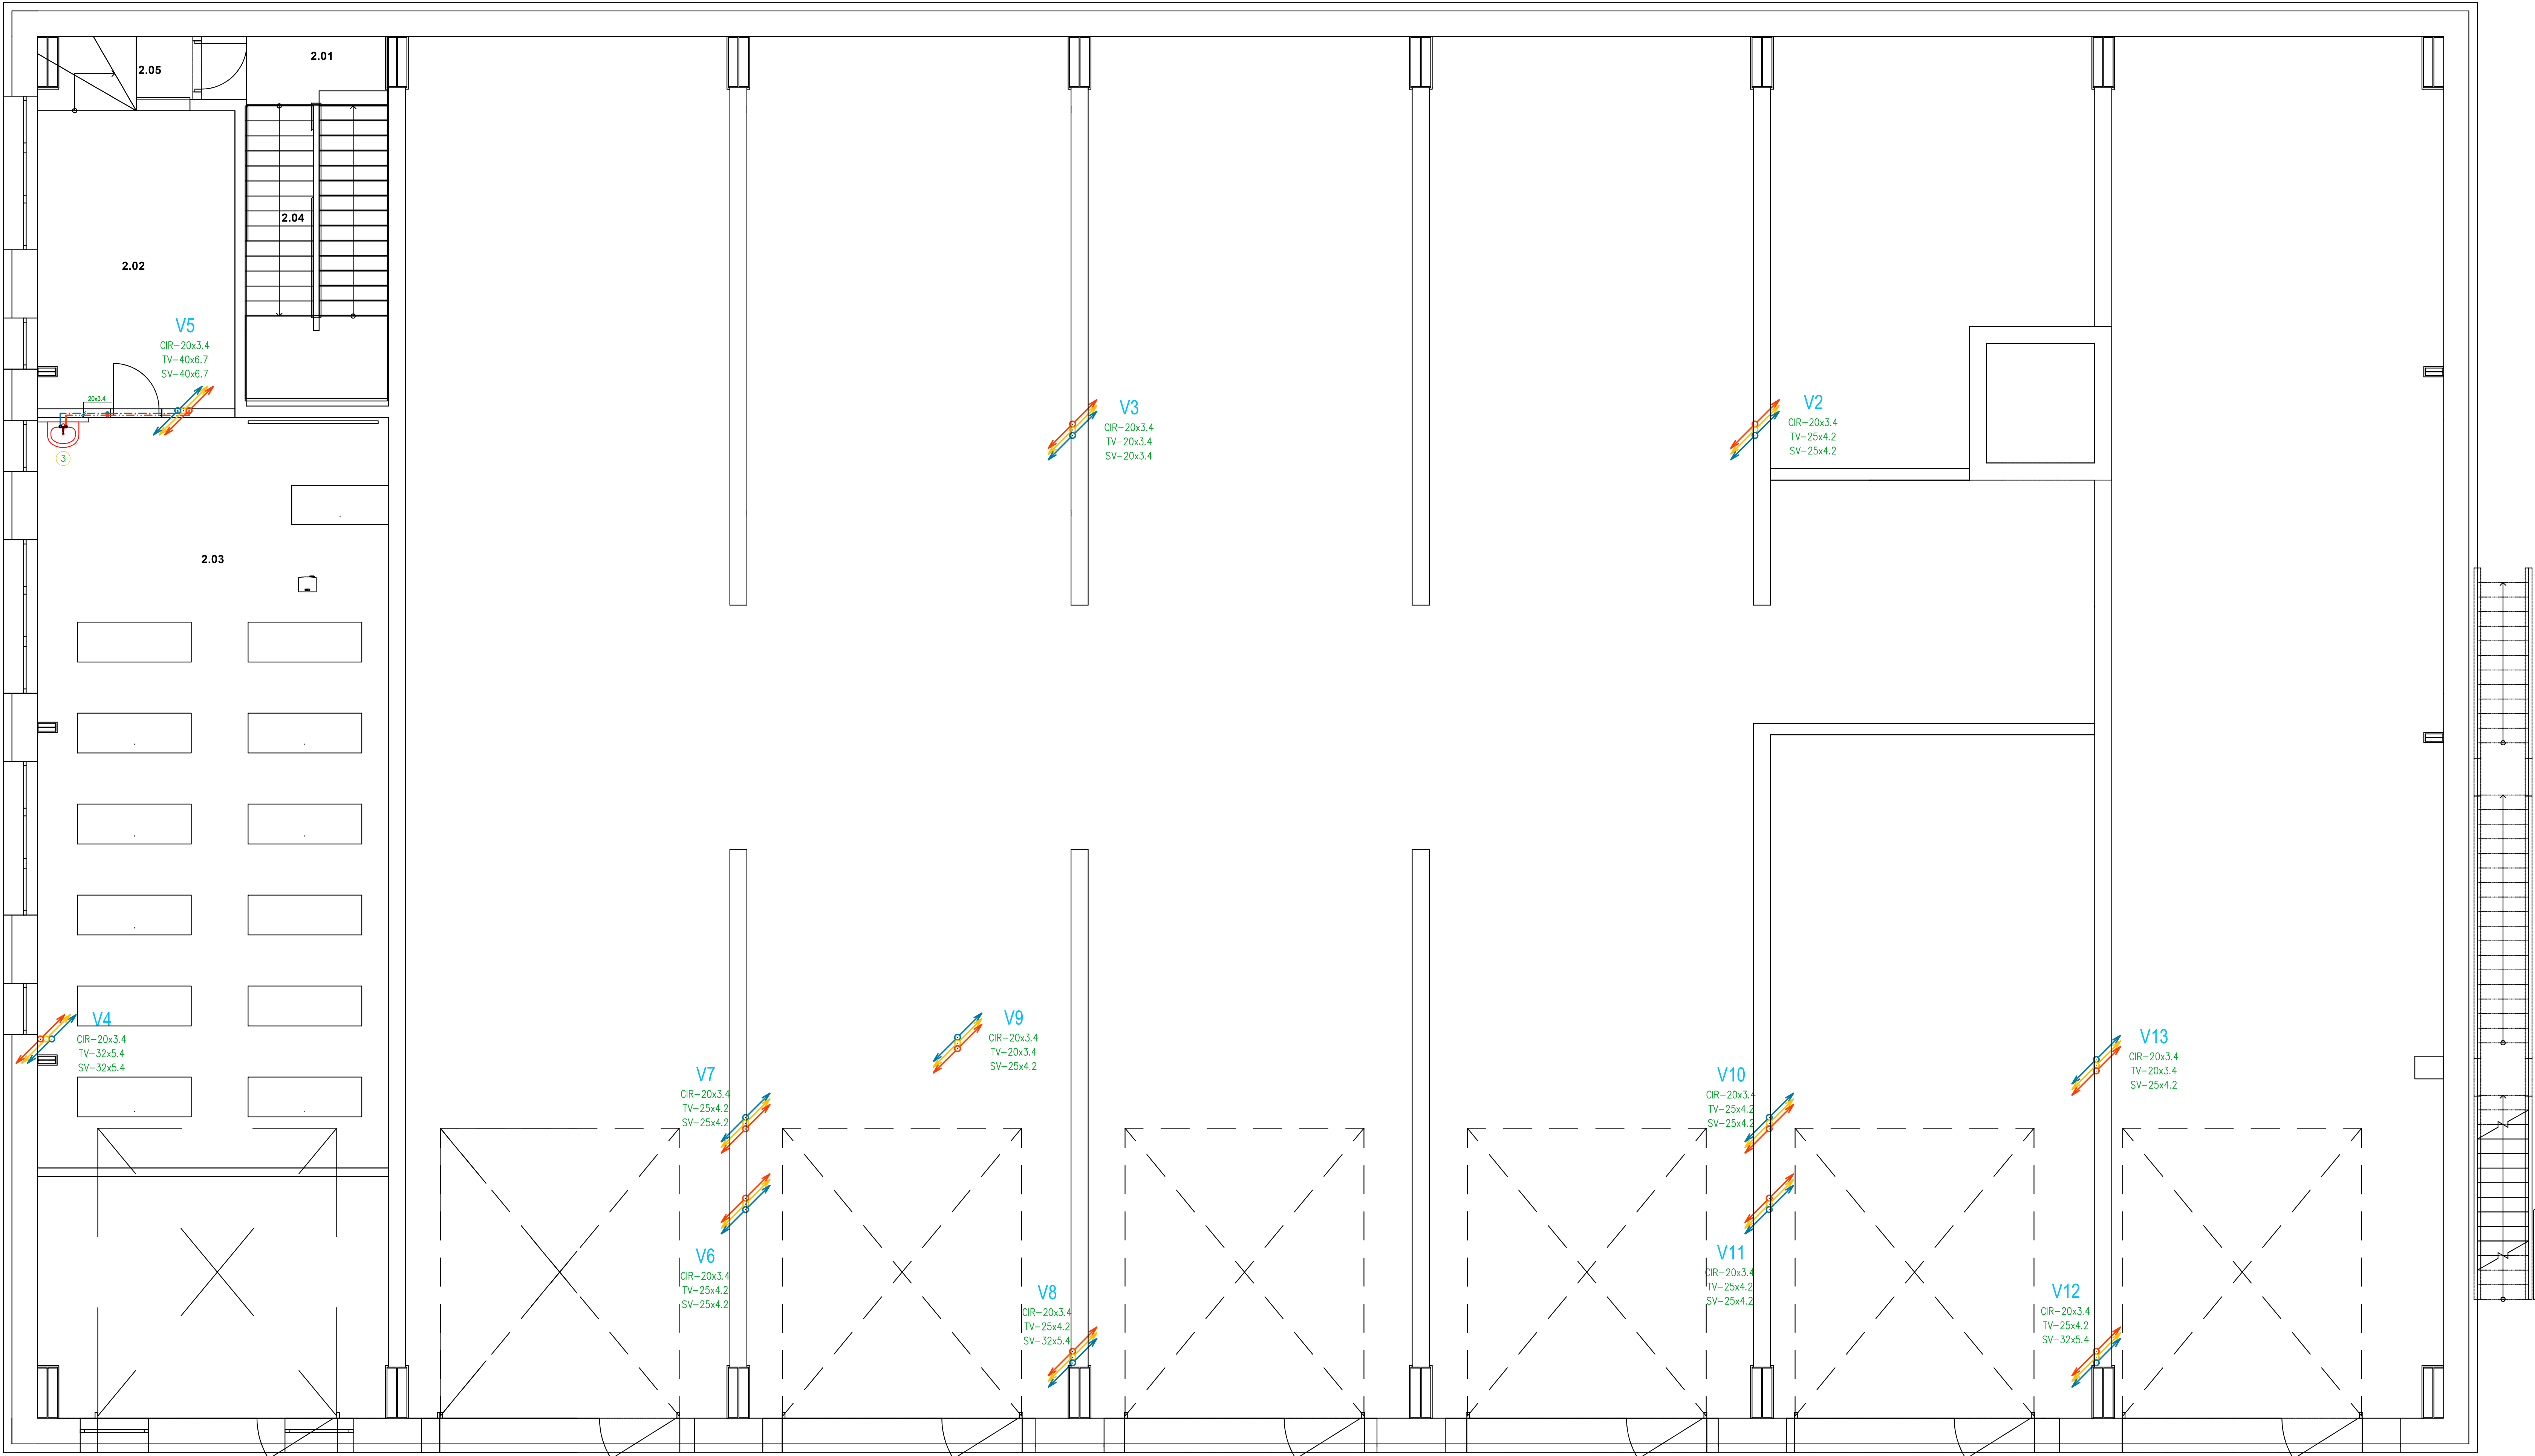 2.05
2.01
2.04
2.02
V5
CIR-20x3.4
TV-40x6.7
SV-40x6.7
20x3.4
3
V3
CIR-20x3.4
TV-20x3.4
SV-20x3.4
V2
CIR-20x3.4
TV-25x4.2
SV-25x4.2
2.03
V4
CIR-20x3.4
TV-32x5.4
SV-32x5.4
V9
CIR-20x3.4
TV-20x3.4
SV-25x4.2
V7
CIR-20x3.4
TV-25x4.2
SV-25x4.2
V10
CIR-20x3.4
TV-25x4.2
SV-25x4.2
V13
CIR-20x3.4
TV-20x3.4
SV-25x4.2
V6
CIR-20x3.4
TV-25x4.2
SV-25x4.2
V8
CIR-20x3.4
TV-25x4.2
SV-32x5.4
V11
CIR-20x3.4
TV-25x4.2
SV-25x4.2
V12
CIR-20x3.4
TV-25x4.2
SV-32x5.4